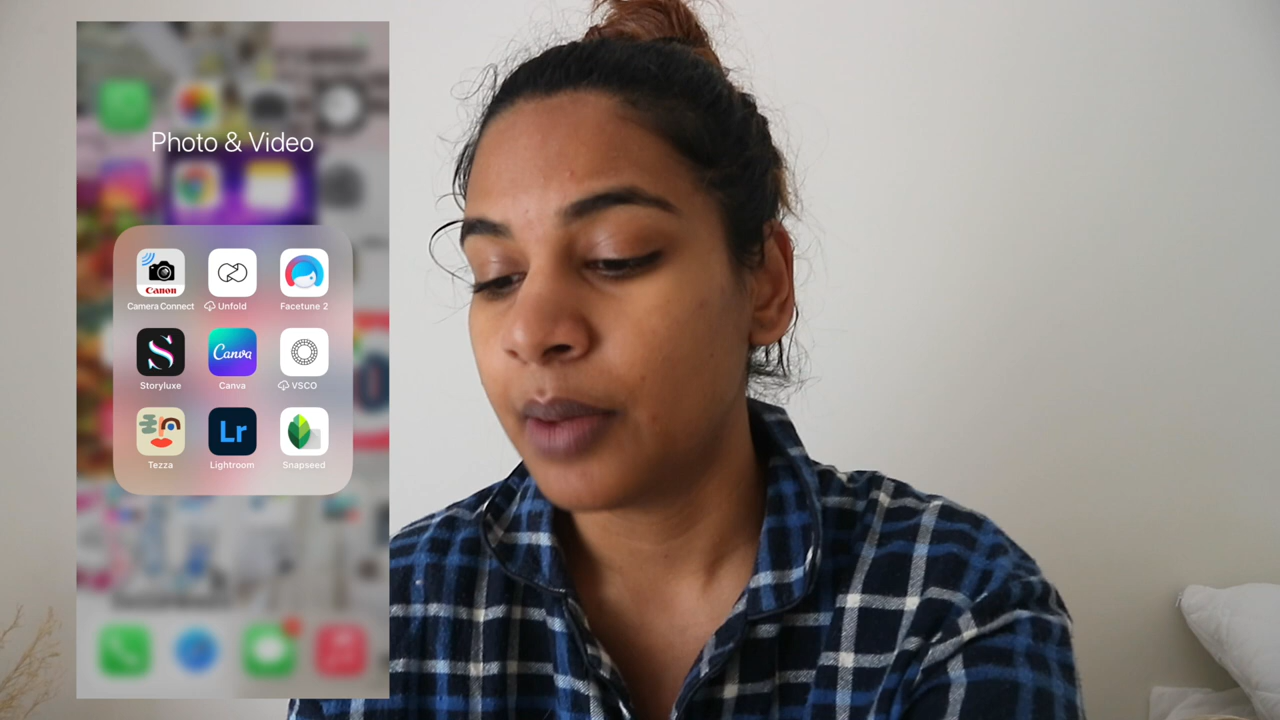 Photo & Video
Canon
Camera Connect
Unfold
Facetune 2
S
Canva
Storyluxe
Canva
VSCO
Lr
Tezza
Lightroom
Snapseed